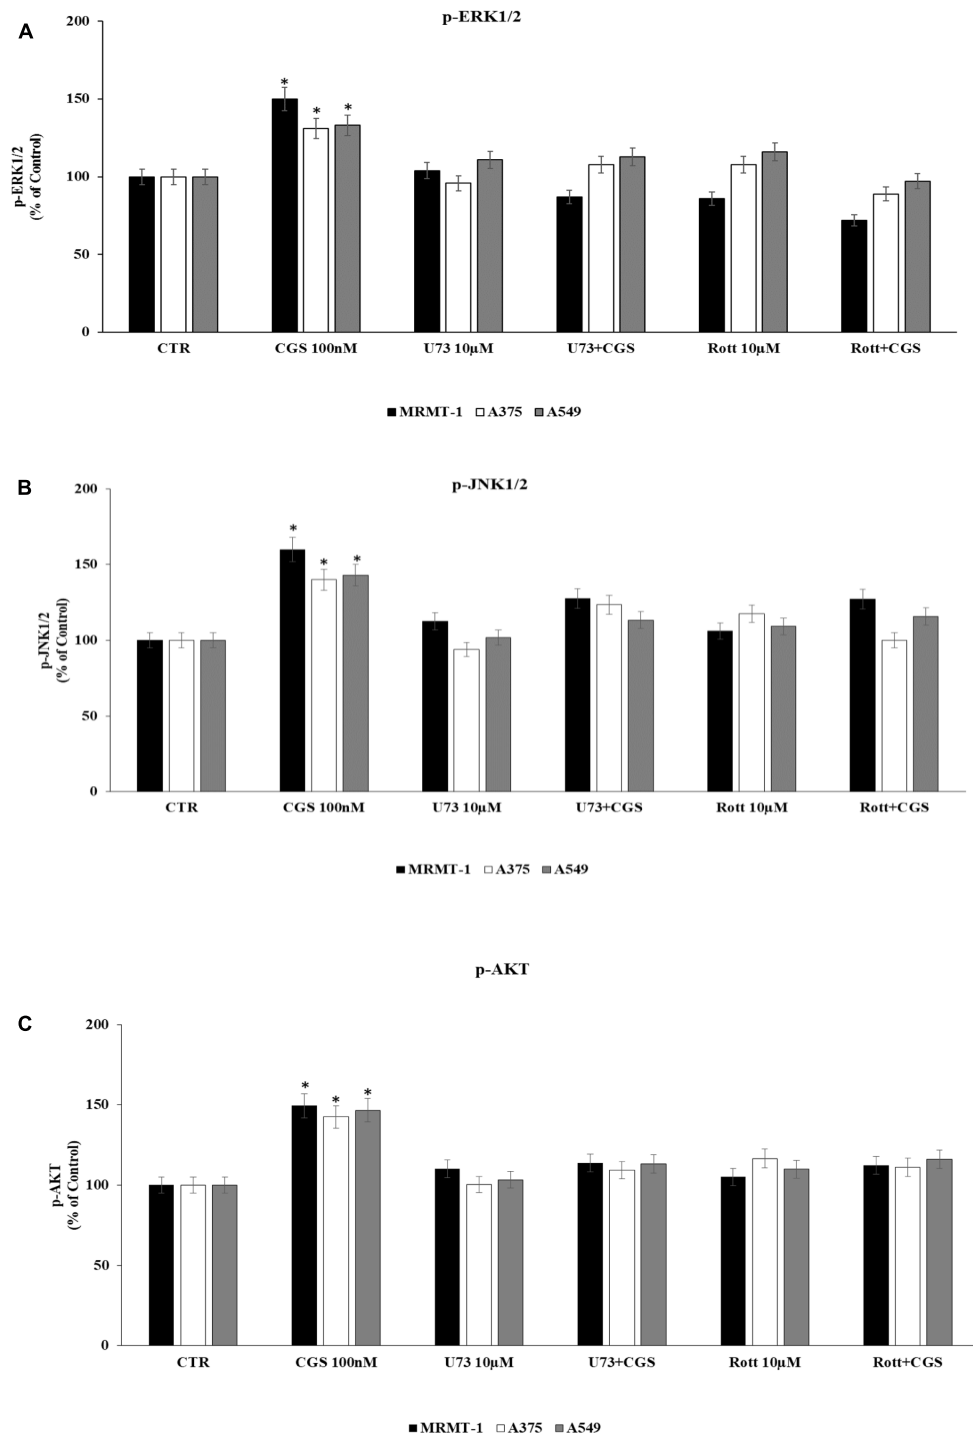 A
p-ERK1/2
200
150
100
50
0
p-ERK1/2
(% of Control)
* * *
CTR CGS 100nM U73 10µM U73+CGS Rott 10µM Rott+CGS
MRMT-1 A375 A549
B
p-JNK1/2
200
150
100
50
0
p-JNK1/2
(% of Control)
* * *
CTR CGS 100nM U73 10µM U73+CGS Rott 10µM Rott+CGS
MRMT-1 A375 A549
p-AKT
C
200
150
100
50
0
p-AKT
(% of Control)
* * *
CTR CGS 100nM U73 10µM U73+CGS Rott 10µM Rott+CGS
MRMT-1 A375 A549